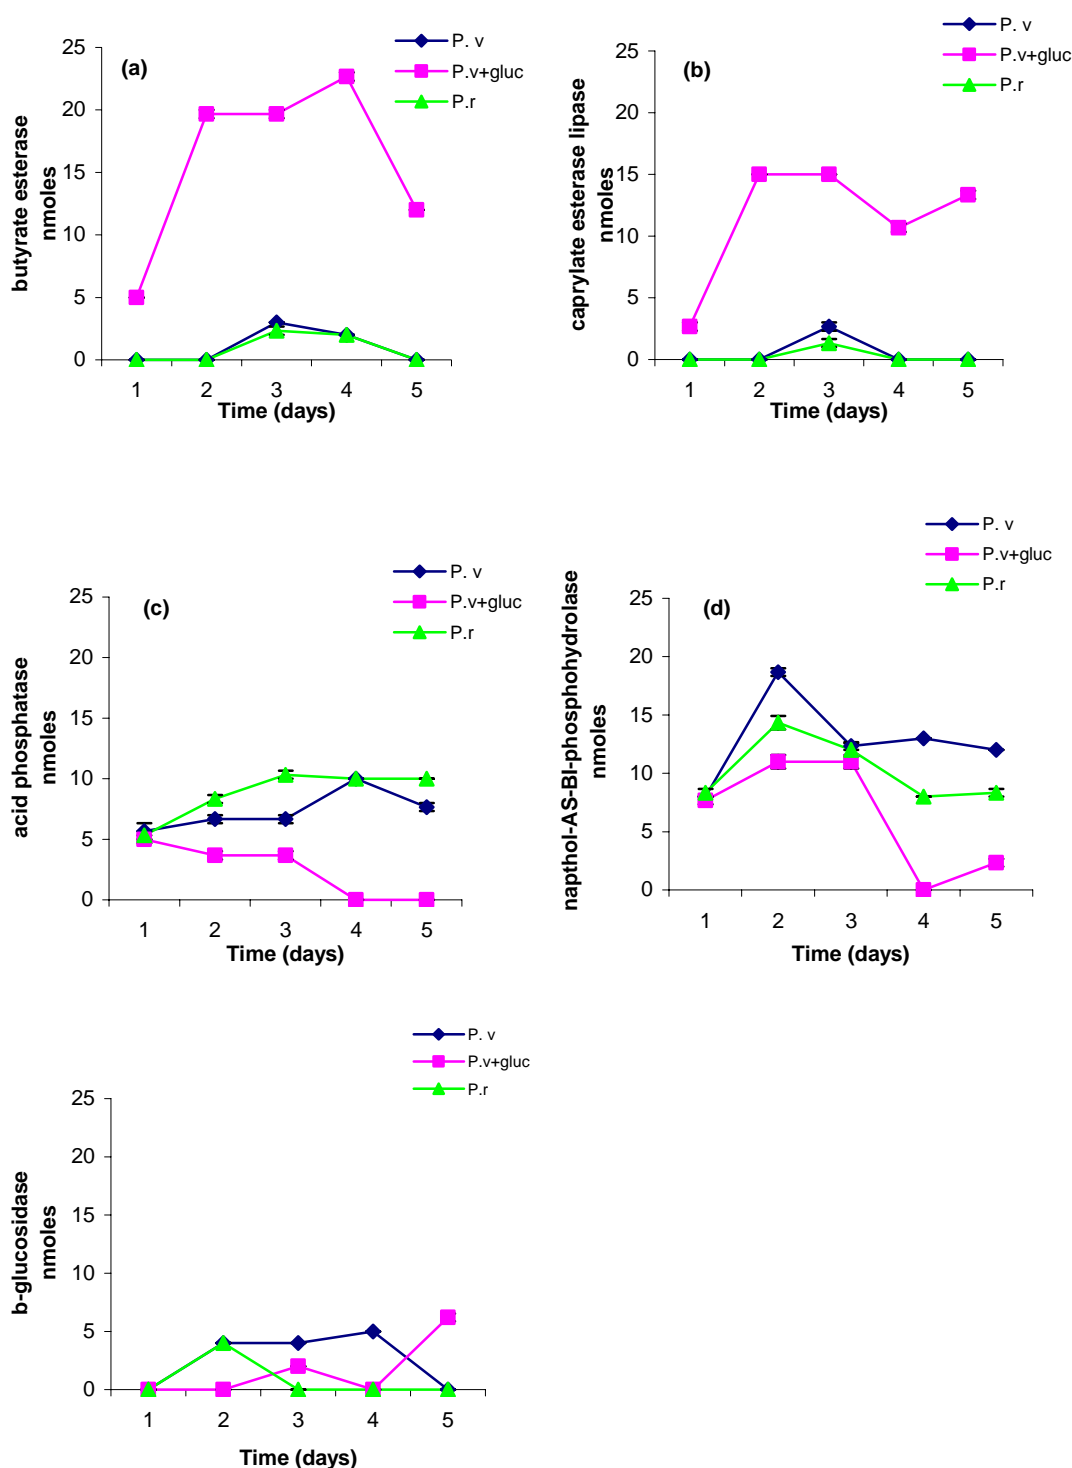 P. v
P.v+gluc
P.r
(a)
25
20
15
10
5
0
butyrate esterase
nmoles
1 2 3 4 5
Time (days)
P. v
P.v+gluc
P.r
(b)
25
20
15
10
5
0
caprylate esterase lipase
nmoles
1 2 3 4 5
Time (days)
P. v
P.v+gluc
P.r
(c)
25
20
15
10
5
0
acid phosphatase
nmoles
1 2 3 4 5
Time (days)
P. v
P.v+gluc
P.r
(d)
25
20
15
10
5
0
napthol-AS-BI-phosphohydrolase
nmoles
1 2 3 4 5
Time (days)
P. v
P.v+gluc
P.r
25
20
15
10
5
0
b-glucosidase
nmoles
1 2 3 4 5
Time (days)